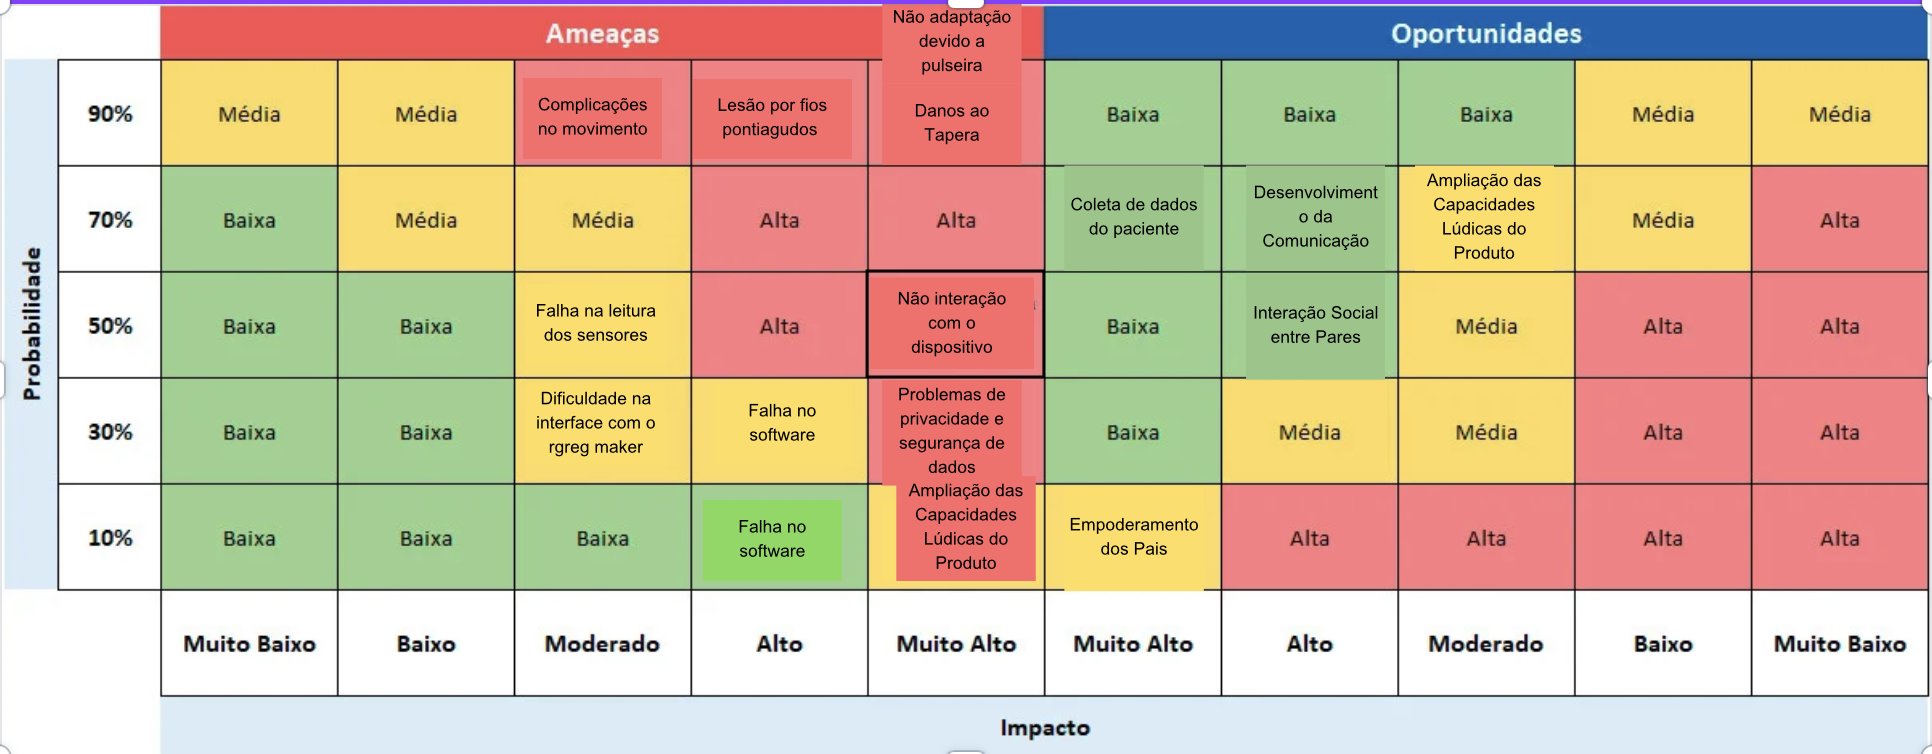 Ameaças
Não adaptação
devido a
pulseira
Oportunidades
Probabilidade
90%
Média
Média
Complicações
no movimento
Lesão por fios
pontiagudos
Danos ao
Tapera
Baixa
Baixa
Baixa
Média
Média
70%
Baixa
Média
Média
Alta
Alta
Coleta de dados
do paciente
Desenvolviment
o da
Comunicação
Ampliação das
Capacidades
Lúdicas do
Produto
Média
Alta
50%
Baixa
Baixa
Falha na leitura
dos sensores
Alta
Não interação
com o
dispositivo
Baixa
Interação Social
entre Pares
Média
Alta
Alta
30%
Baixa
Baixa
Dificuldade na
interface com o
rgreg maker
Falha no
software
Problemas de
privacidade e
segurança de
dados
Baixa
Média
Média
Alta
Alta
10%
Baixa
Baixa
Baixa
Falha no
software
Ampliação das
Capacidades
Lúdicas do
Produto
Empoderamento
dos Pais
Alta
Alta
Alta
Alta
Muito Baixo
Baixo
Moderado
Alto
Muito Alto
Muito Alto
Alto
Moderado
Baixo
Muito Baixo
Impacto